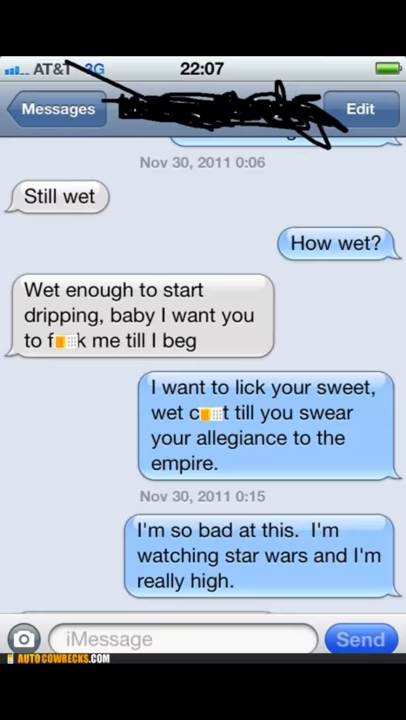 AT&T 3G 22:07
Messages Edit
Nov 30, 2011 0:06
Still wet
How wet?
Wet enough to start
dripping, baby I want you
to f🍺k me till I beg
I want to lick your sweet,
wet c🍺t till you swear
your allegiance to the
empire.
Nov 30, 2011 0:15
I'm so bad at this. I'm
watching star wars and I'm
really high.
iMessage Send
AUTOCOWRECKS.COM